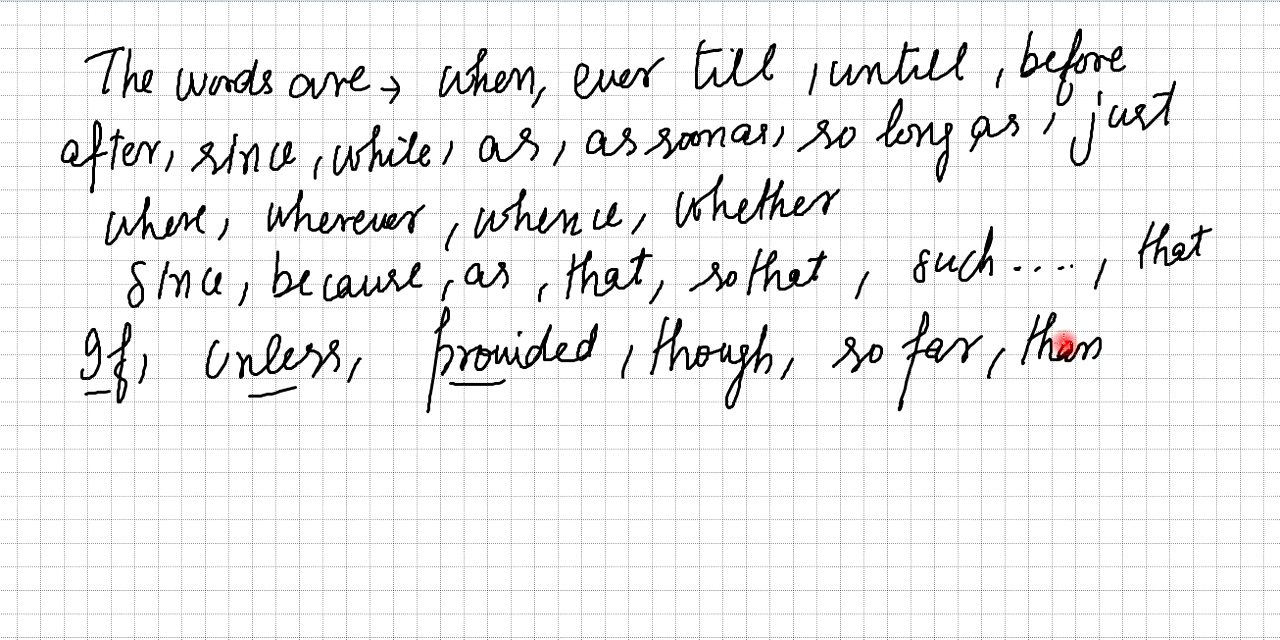 The words are → when, ever till , untill , before
after, since, while, as, as soon as, so long as, just
where, wherever, whence, whether
since, because, as, that, so that, such...., that
If, unless, provided, though, so far, than